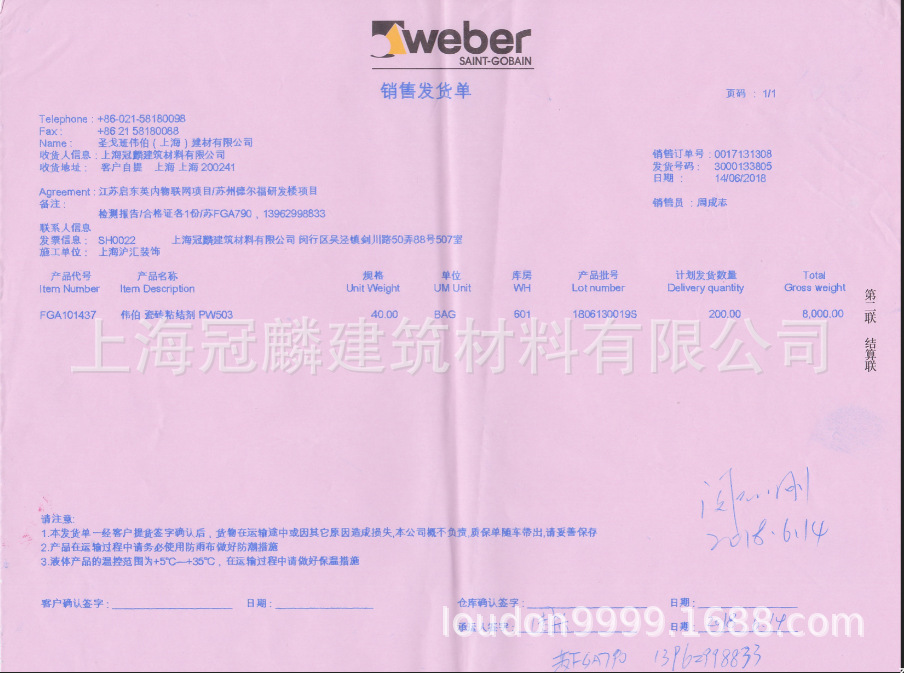 weber
SAINT-GOBAIN
销售发货单
页码 : 1/1
Telephone : +86-021-58180098
Fax : +86 21 58180088
Name : 圣戈班伟伯（上海）建材有限公司
收货人信息 : 上海冠麟建筑材料有限公司
收货地址 : 客户自提 上海 上海 200241
销售订单号 : 0017131308
发货号码 : 3000133805
日期 : 14/06/2018
Agreement : 江苏启东英内物联网项目/苏州德尔福研发楼项目
备注 :
销售员 : 周成志
检测报告/合格证各1份/苏FGA790 , 13962998833
联系人信息
发票信息 : SH0022 上海冠麟建筑材料有限公司 闵行区吴泾镇剑川路50弄88号507室
施工单位 : 上海沪汇装饰
产品代号 产品名称 规格 单位 库房 产品批号 计划发货数量 Total
Item Number Item Description Unit Weight UM Unit WH Lot number Delivery quantity Gross weight
FGA101437 伟伯 瓷砖粘结剂 PW503 40.00 BAG 601 1806130019S 200.00 8,000.00
第二联 结算联
上海冠麟建筑材料有限公司
2018.6.14
请注意:
1.本发货单一经客户提货签字确认后，货物在运输途中或因其它原因造成损失,本公司概不负责,质保单随车带出,请妥善保存
2.产品在运输过程中请务必使用防雨布做好防潮措施
3.液体产品的温控范围为+5℃—+35℃，在运输过程中请做好保温措施
客户确认签字 : 日期 : 仓库确认签字 : 日期 :
承运人签字 : 日期 :
loudon9999.1688.com
苏FGA790 13962998833